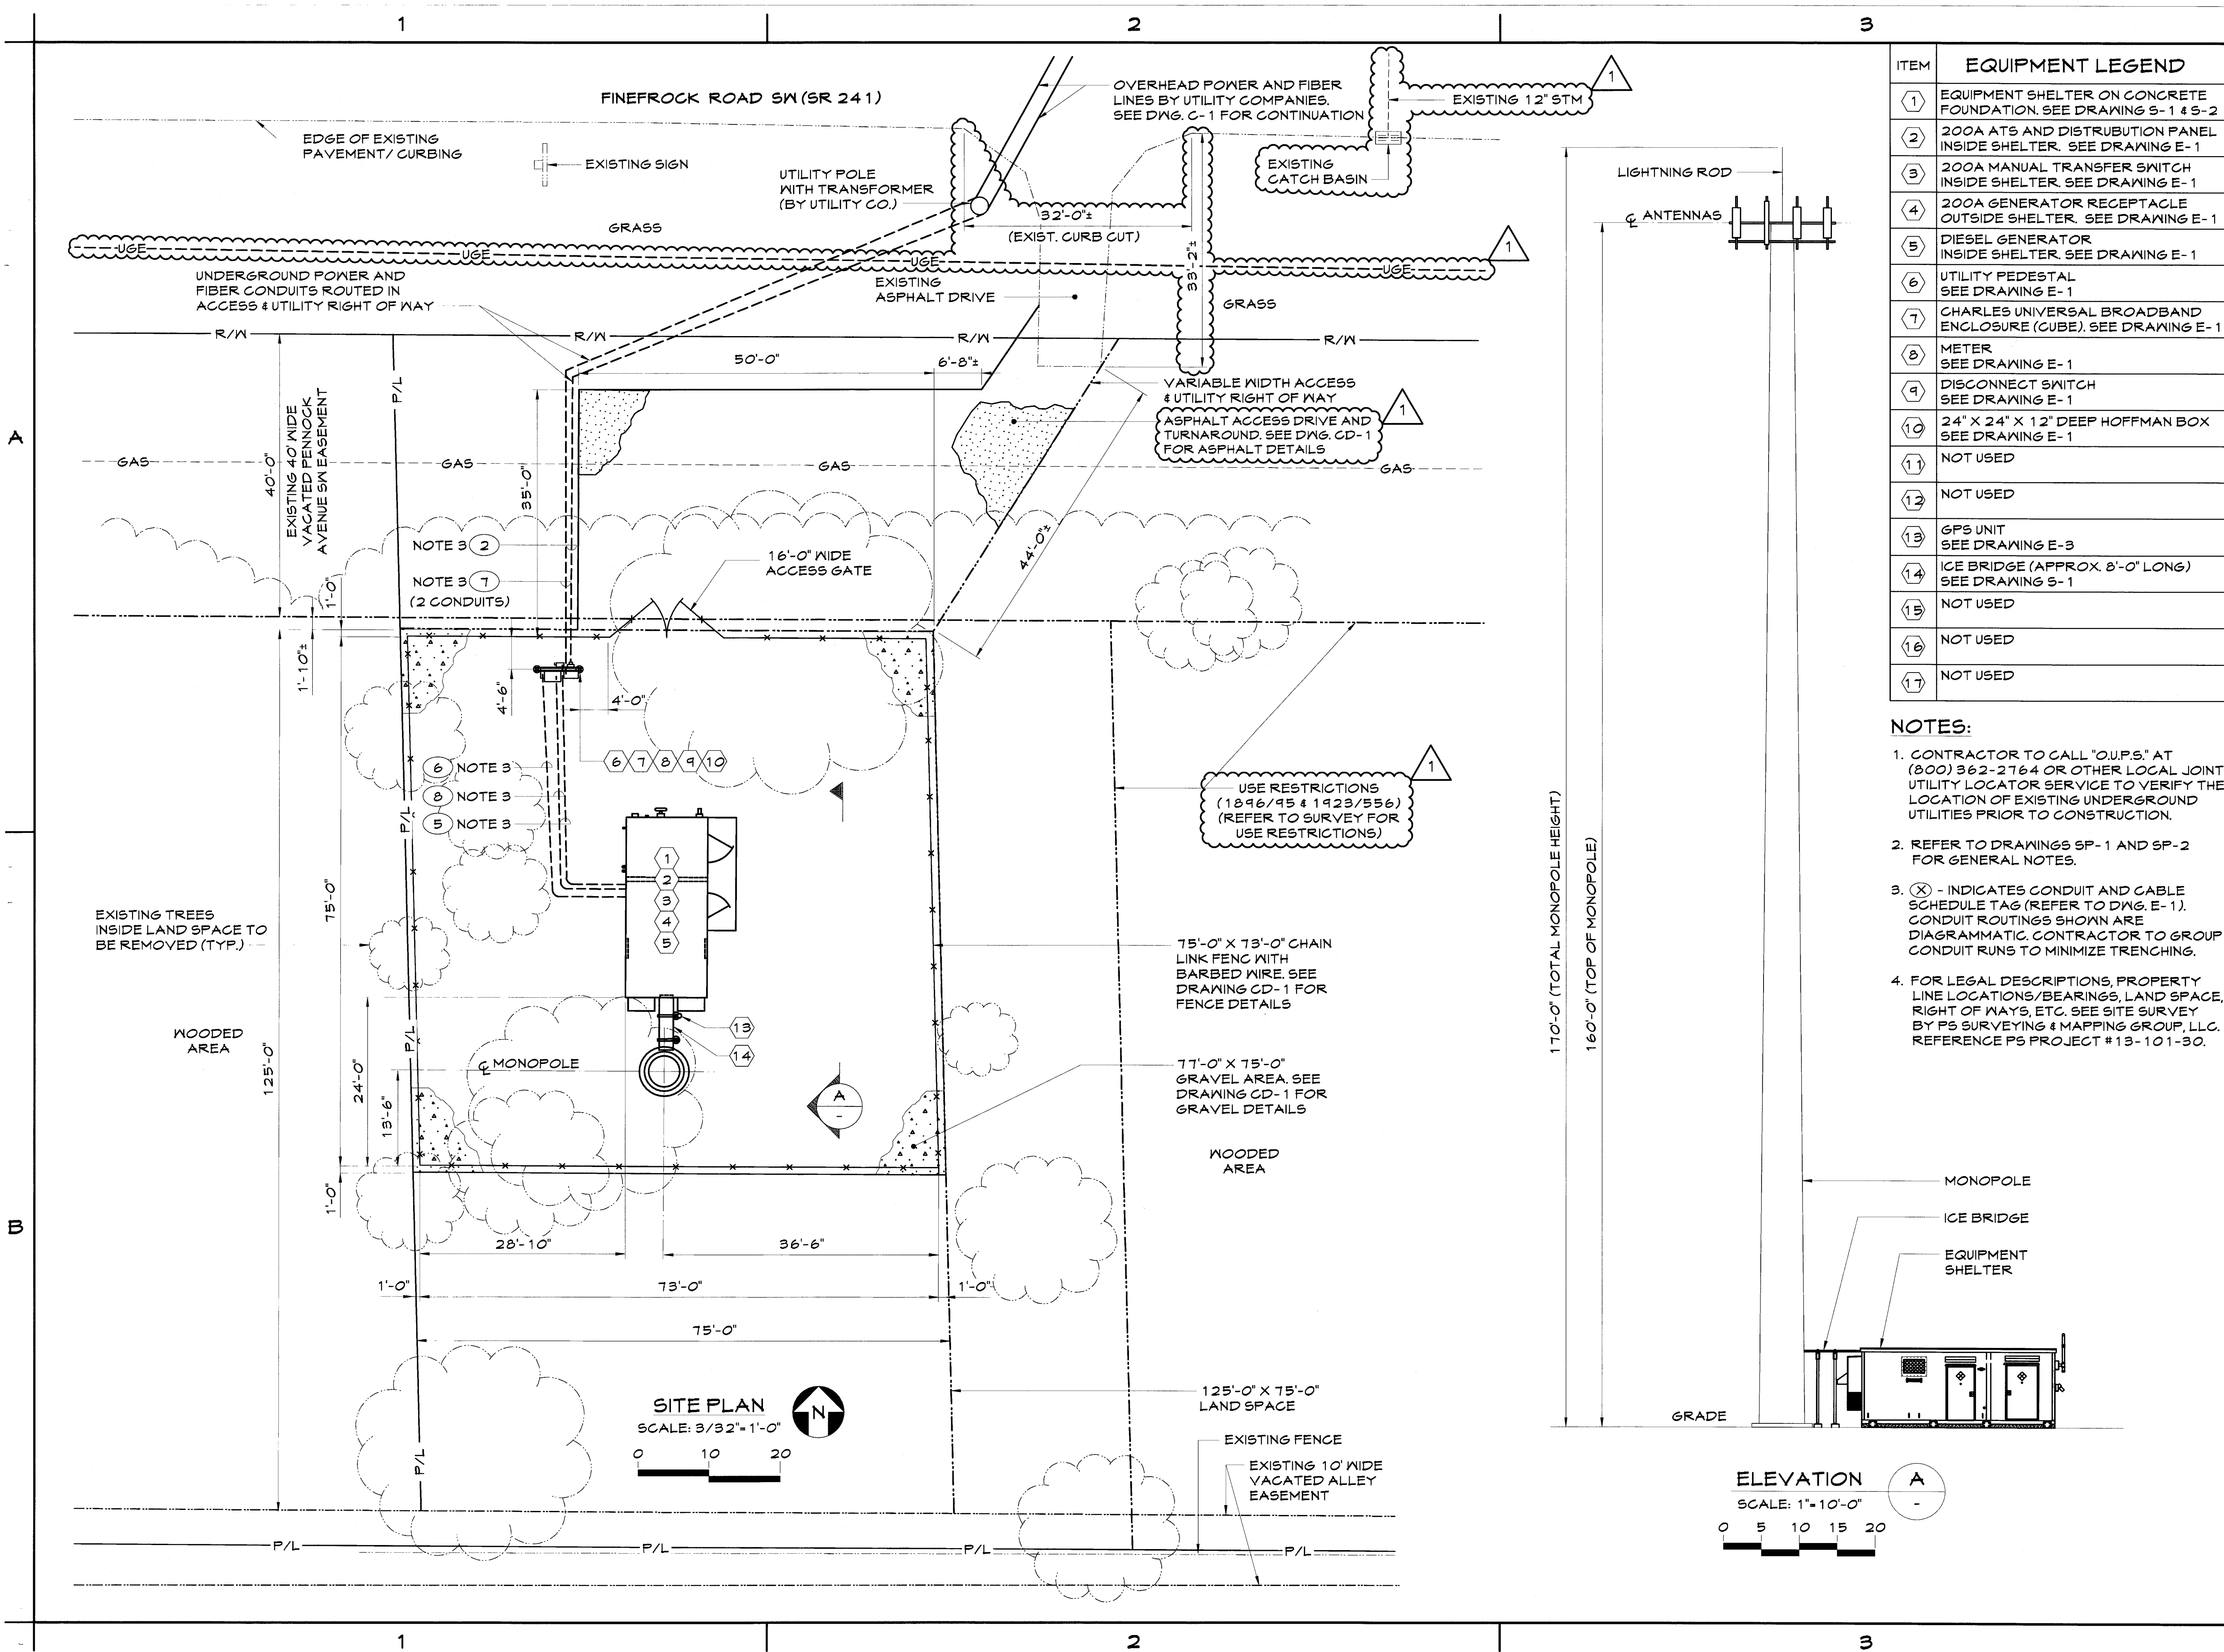 1
2
3
FINEFROCK ROAD SW (SR 241)
EDGE OF EXISTING
PAVEMENT/ CURBING
EXISTING SIGN
UTILITY POLE
WITH TRANSFORMER
(BY UTILITY CO.)
OVERHEAD POWER AND FIBER
LINES BY UTILITY COMPANIES.
SEE DWG. C-1 FOR CONTINUATION
EXISTING 12" STM
1
EXISTING
CATCH BASIN
32'-0"±
(EXIST. CURB CUT)
33'-2"±
GRASS
UGE
UGE
UGE
UGE
1
UNDERGROUND POWER AND
FIBER CONDUITS ROUTED IN
ACCESS & UTILITY RIGHT OF WAY
EXISTING
ASPHALT DRIVE
GRASS
R/W
R/W
R/W
R/W
50'-0"
6'-8"±
P/L
VARIABLE WIDTH ACCESS
& UTILITY RIGHT OF WAY
ASPHALT ACCESS DRIVE AND
TURNAROUND. SEE DWG. CD-1
FOR ASPHALT DETAILS
1
A
40'-0"
EXISTING 40' WIDE
VACATED PENNOCK
AVENUE SW EASEMENT
GAS
GAS
GAS
GAS
35'-0"
44'-0"±
NOTE 3 2
NOTE 3 7
(2 CONDUITS)
16'-0" WIDE
ACCESS GATE
1'-0"
1'-10"±
4'-6"
4'-0"
6 NOTE 3
8 NOTE 3
5 NOTE 3
6 7 8 9 10
USE RESTRICTIONS
(1896/95 & 1923/556)
(REFER TO SURVEY FOR
USE RESTRICTIONS)
1
P/L
1
2
3
4
5
75'-0"
EXISTING TREES
INSIDE LAND SPACE TO
BE REMOVED (TYP.)
75'-0" X 73'-0" CHAIN
LINK FENC WITH
BARBED WIRE. SEE
DRAWING CD-1 FOR
FENCE DETAILS
WOODED
AREA
P/L
13
14
125'-0"
24'-0"
13'-6"
℄ MONOPOLE
A
-
77'-0" X 75'-0"
GRAVEL AREA. SEE
DRAWING CD-1 FOR
GRAVEL DETAILS
WOODED
AREA
B
1'-0"
28'-10"
36'-6"
1'-0"
73'-0"
1'-0"
75'-0"
SITE PLAN
SCALE: 3/32"=1'-0"
N
0 10 20
125'-0" X 75'-0"
LAND SPACE
EXISTING FENCE
EXISTING 10' WIDE
VACATED ALLEY
EASEMENT
P/L
P/L
P/L
P/L
P/L
LIGHTNING ROD
℄ ANTENNAS
170'-0" (TOTAL MONOPOLE HEIGHT)
160'-0" (TOP OF MONOPOLE)
MONOPOLE
ICE BRIDGE
EQUIPMENT
SHELTER
GRADE
ELEVATION
A
-
SCALE: 1"=10'-0"
0 5 10 15 20
ITEM EQUIPMENT LEGEND
1 EQUIPMENT SHELTER ON CONCRETE
FOUNDATION. SEE DRAWING S-1 & S-2
2 200A ATS AND DISTRUBUTION PANEL
INSIDE SHELTER. SEE DRAWING E-1
3 200A MANUAL TRANSFER SWITCH
INSIDE SHELTER. SEE DRAWING E-1
4 200A GENERATOR RECEPTACLE
OUTSIDE SHELTER. SEE DRAWING E-1
5 DIESEL GENERATOR
INSIDE SHELTER. SEE DRAWING E-1
6 UTILITY PEDESTAL
SEE DRAWING E-1
7 CHARLES UNIVERSAL BROADBAND
ENCLOSURE (CUBE). SEE DRAWING E-1
8 METER
SEE DRAWING E-1
9 DISCONNECT SWITCH
SEE DRAWING E-1
10 24" X 24" X 12" DEEP HOFFMAN BOX
SEE DRAWING E-1
11 NOT USED
12 NOT USED
13 GPS UNIT
SEE DRAWING E-3
14 ICE BRIDGE (APPROX. 8'-0" LONG)
SEE DRAWING S-1
15 NOT USED
16 NOT USED
17 NOT USED
NOTES:
1. CONTRACTOR TO CALL "O.U.P.S." AT
(800) 362-2764 OR OTHER LOCAL JOINT
UTILITY LOCATOR SERVICE TO VERIFY THE
LOCATION OF EXISTING UNDERGROUND
UTILITIES PRIOR TO CONSTRUCTION.
2. REFER TO DRAWINGS SP-1 AND SP-2
FOR GENERAL NOTES.
3. X - INDICATES CONDUIT AND CABLE
SCHEDULE TAG (REFER TO DWG. E-1).
CONDUIT ROUTINGS SHOWN ARE
DIAGRAMMATIC. CONTRACTOR TO GROUP
CONDUIT RUNS TO MINIMIZE TRENCHING.
4. FOR LEGAL DESCRIPTIONS, PROPERTY
LINE LOCATIONS/BEARINGS, LAND SPACE,
RIGHT OF WAYS, ETC. SEE SITE SURVEY
BY PS SURVEYING & MAPPING GROUP, LLC.
REFERENCE PS PROJECT #13-101-30.
1
2
3